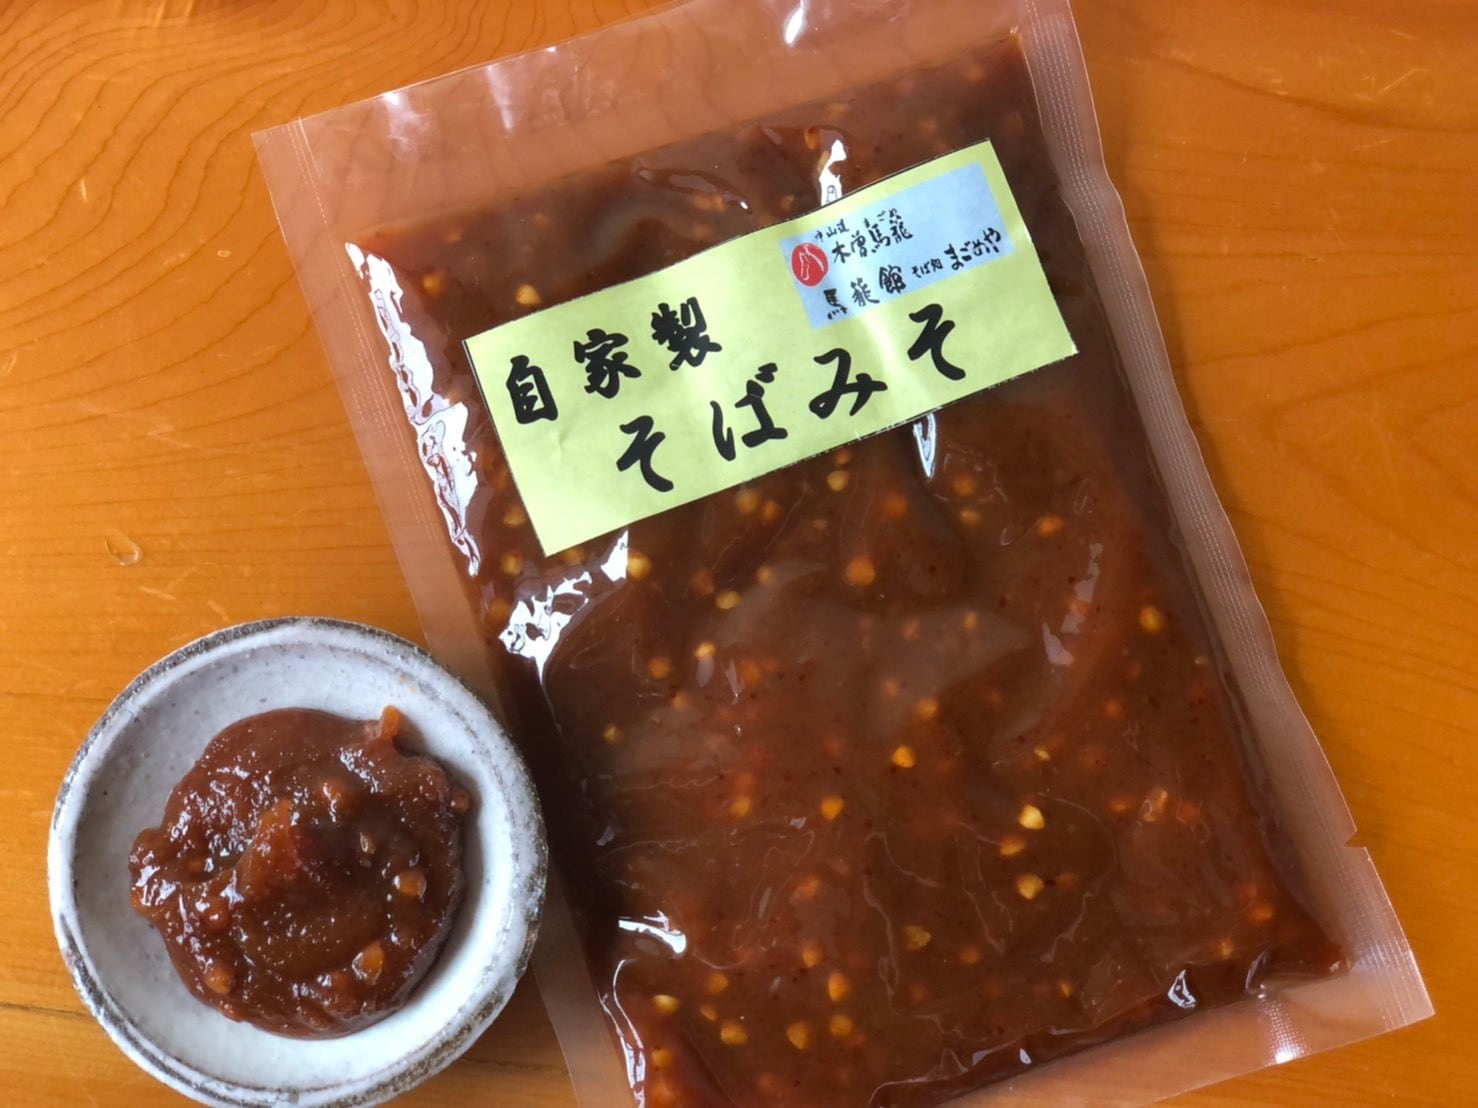 中山道 まごめ
木曽馬籠
馬籠館 そば処 まごめや
自家製
そばみそ